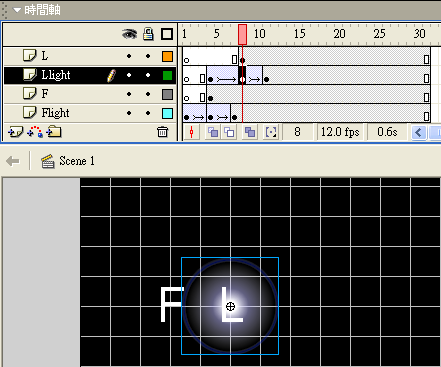 時間軸
1 5 10 15 20 25 30
L
Llight
F
Flight
8 12.0 fps 0.6s
Scene 1
F L